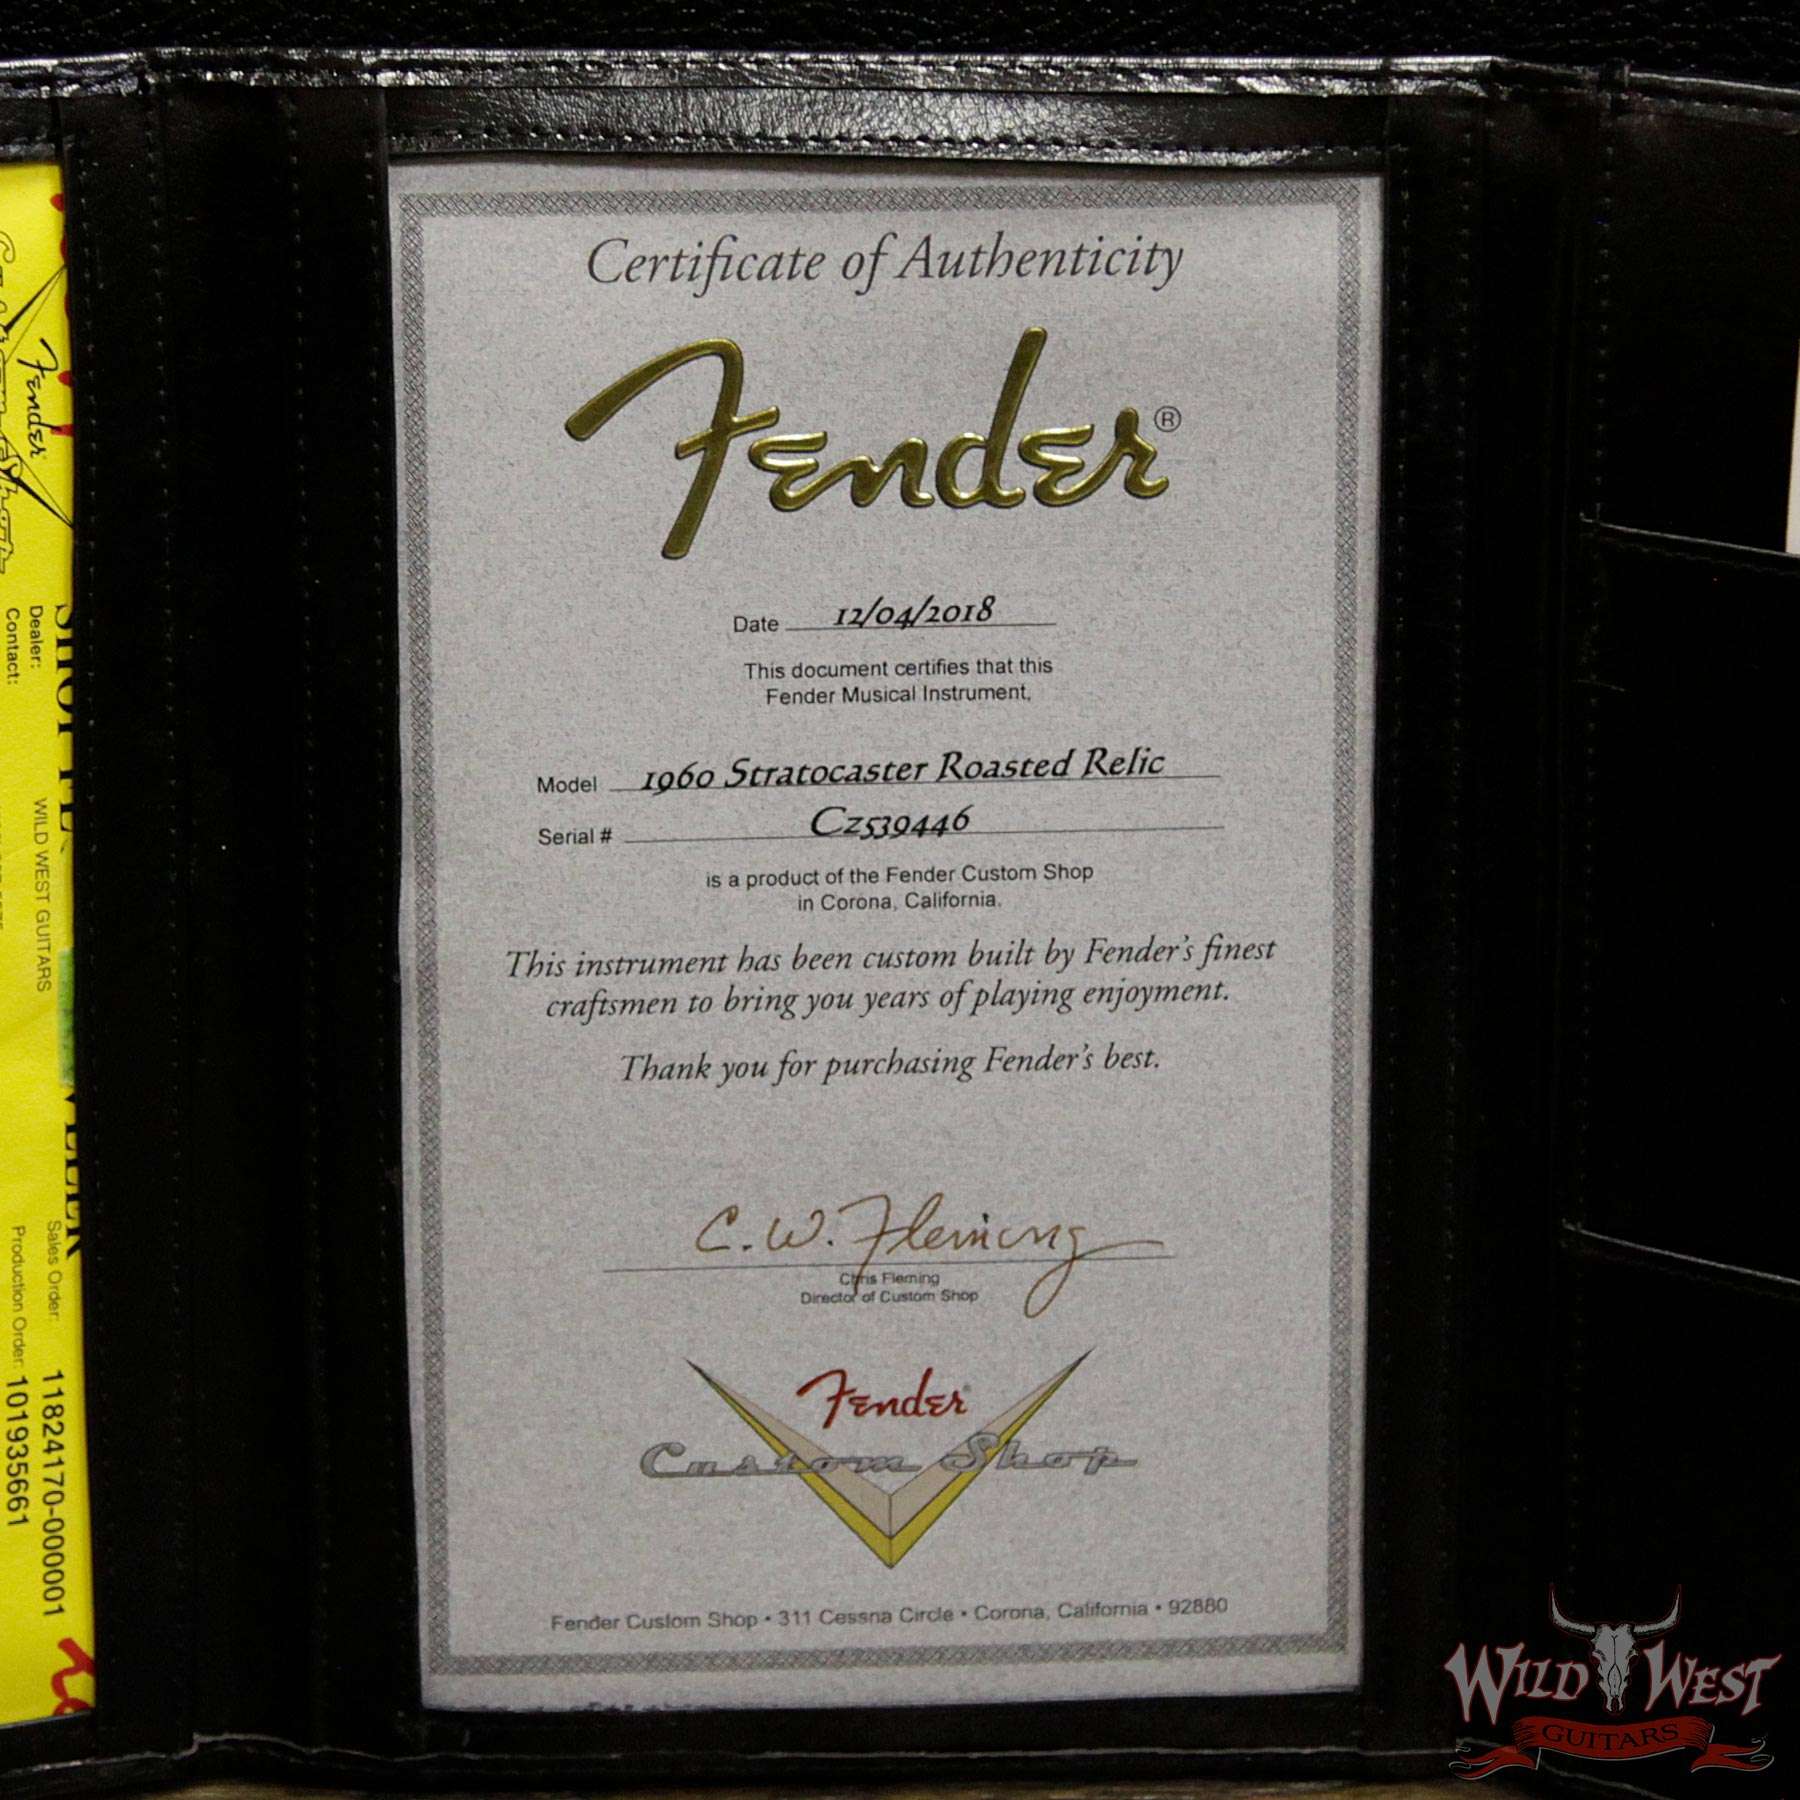 Certificate of Authenticity
Fender®
Date 12/04/2018
This document certifies that this
Fender Musical Instrument,
Model 1960 Stratocaster Roasted Relic
Serial # CZ539446
is a product of the Fender Custom Shop
in Corona, California.
This instrument has been custom built by Fender's finest
craftsmen to bring you years of playing enjoyment.
Thank you for purchasing Fender's best.
C. W. Fleming
Chris Fleming
Director of Custom Shop
Fender
Custom Shop
Fender Custom Shop • 311 Cessna Circle • Corona, California • 92880
Fender
Custom Shop
Dealer: WILD WEST GUITARS
Contact:
Sales Order: 11824170-000001
Production Order: 101935661
WILD WEST
GUITARS